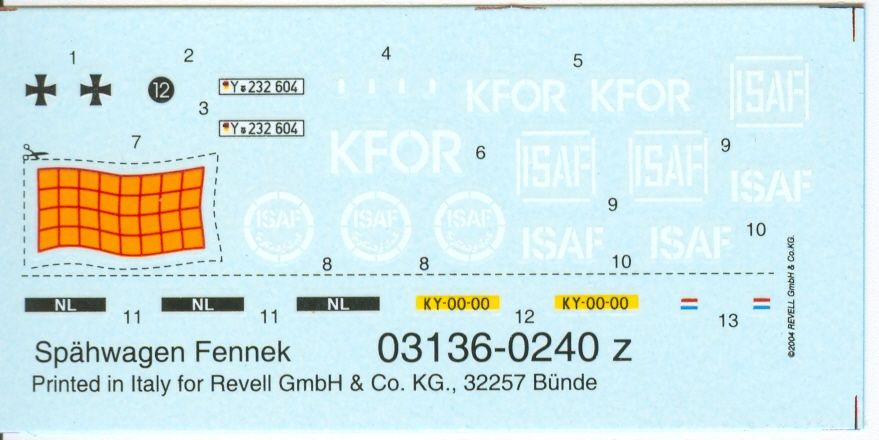 1
2
4
5
12
Y 232 604
KFOR
KFOR
ISAF
3
Y 232 604
7
KFOR
6
ISAF
ISAF
9
ISAF
ISAF
ISAF
ISAF
9
ISAF
ISAF
10
8
8
10
NL
NL
NL
KY-00-00
KY-00-00
11
11
12
13
©2004 REVELL GmbH & Co.KG.
Spähwagen Fennek
03136-0240 z
Printed in Italy for Revell GmbH & Co. KG., 32257 Bünde